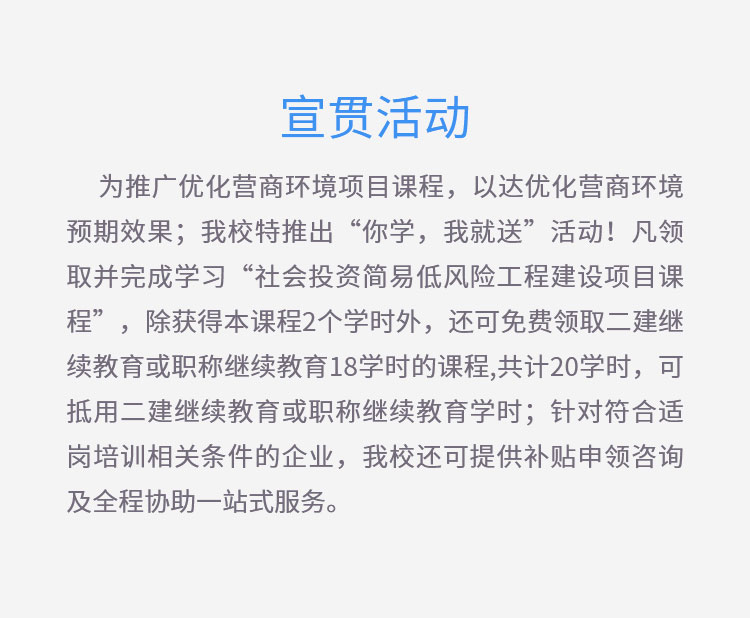 宣贯活动
为推广优化营商环境项目课程，以达优化营商环境
预期效果；我校特推出“你学，我就送”活动！凡领
取并完成学习“社会投资简易低风险工程建设项目课
程”，除获得本课程2个学时外，还可免费领取二建继
续教育或职称继续教育18学时的课程,共计20学时，可
抵用二建继续教育或职称继续教育学时；针对符合适
岗培训相关条件的企业，我校还可提供补贴申领咨询
及全程协助一站式服务。